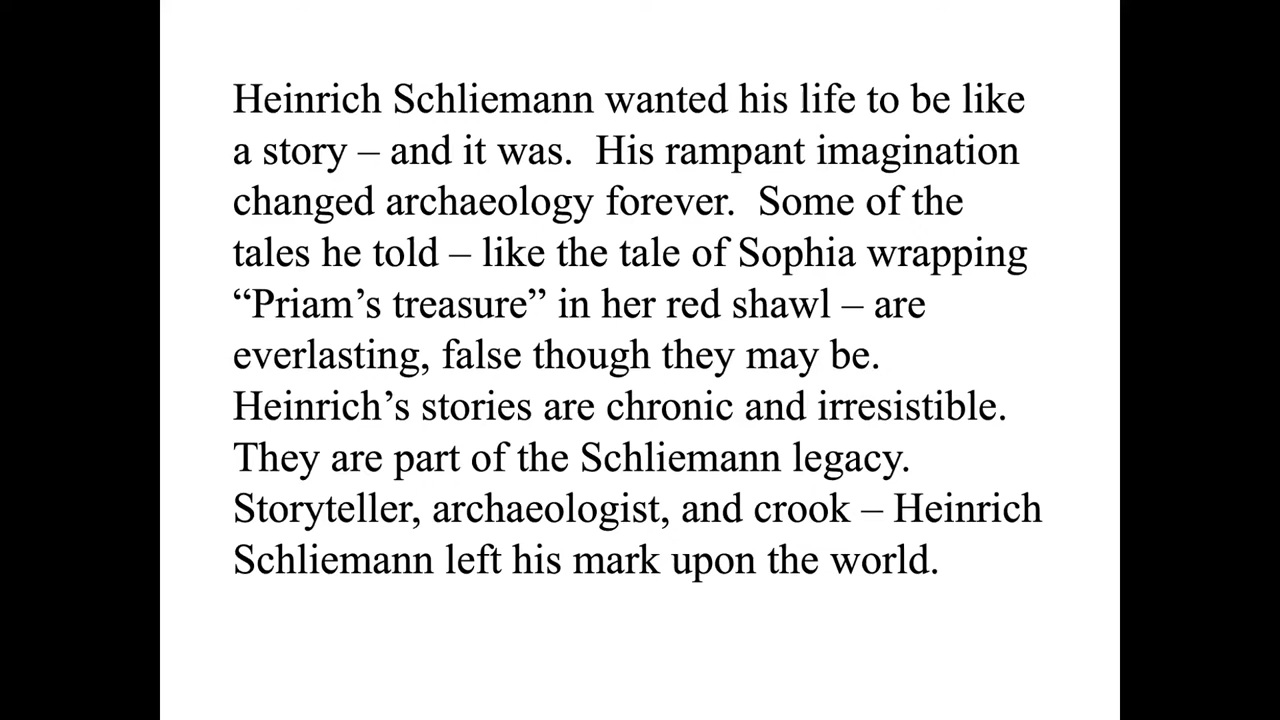 Heinrich Schliemann wanted his life to be like
a story – and it was.  His rampant imagination
changed archaeology forever.  Some of the
tales he told – like the tale of Sophia wrapping
“Priam’s treasure” in her red shawl – are
everlasting, false though they may be.
Heinrich’s stories are chronic and irresistible.
They are part of the Schliemann legacy.
Storyteller, archaeologist, and crook – Heinrich
Schliemann left his mark upon the world.